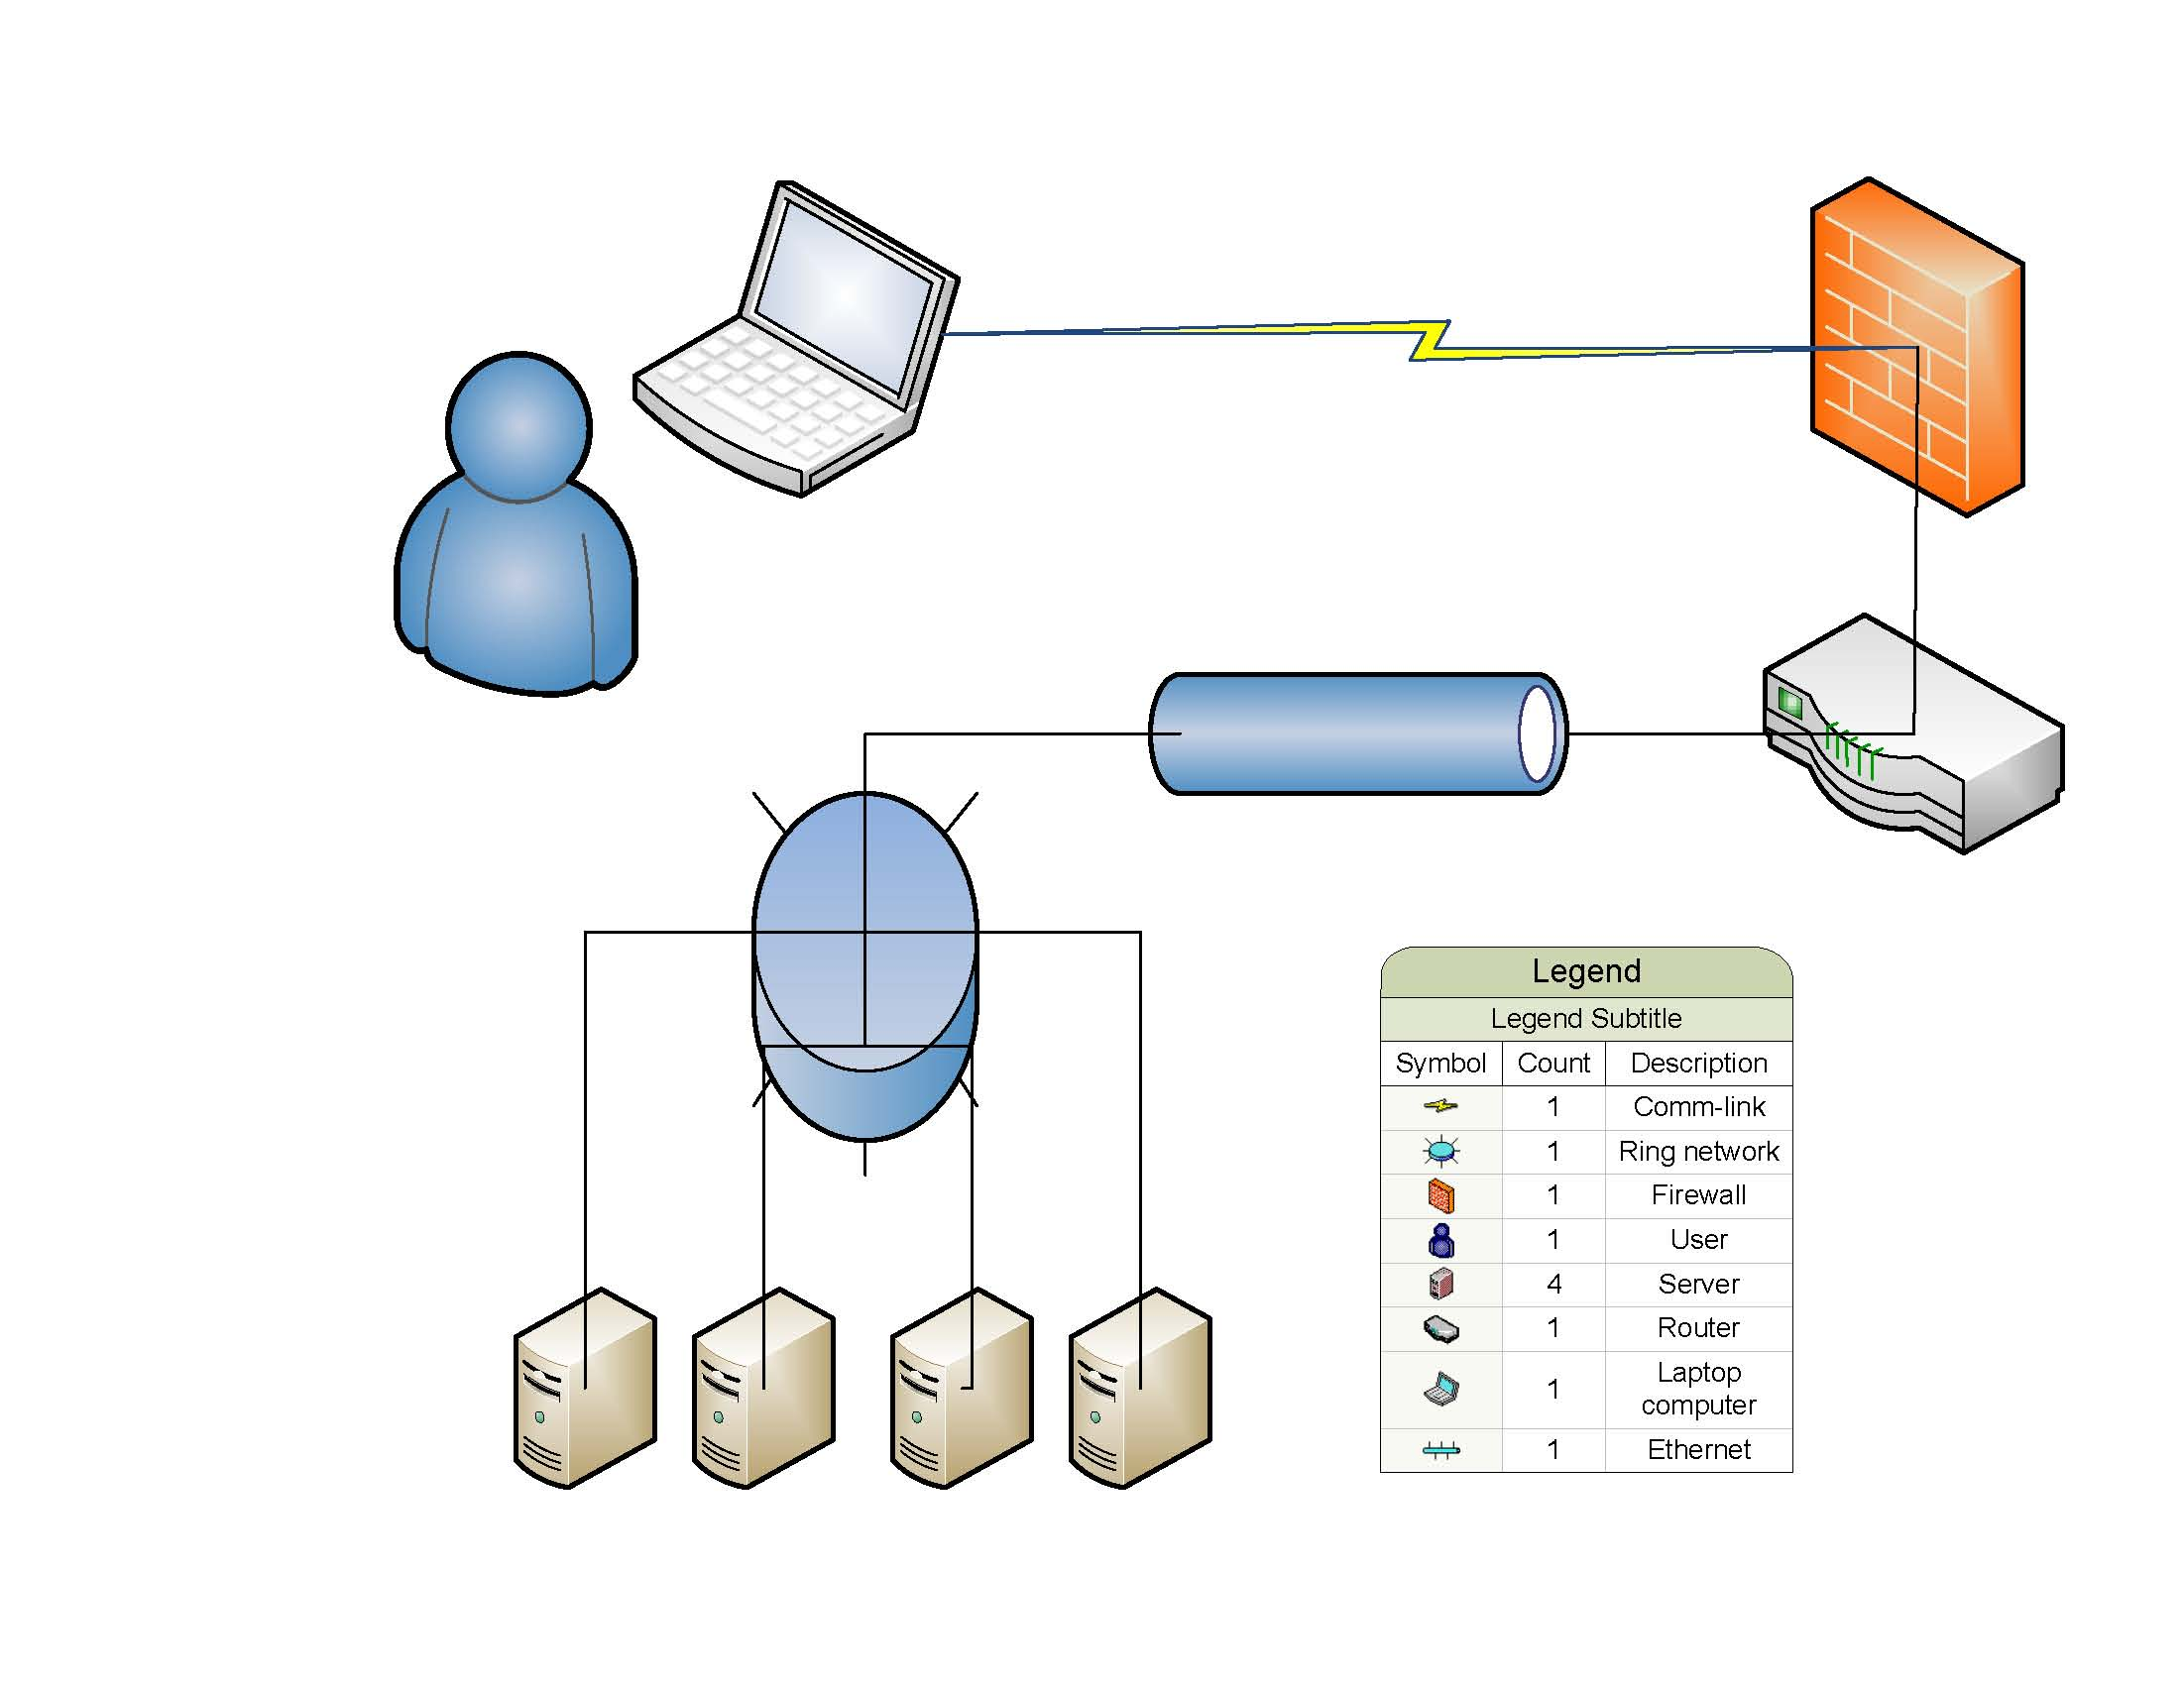 Legend
Legend Subtitle
Symbol Count Description
1 Comm-link
1 Ring network
1 Firewall
1 User
4 Server
1 Router
1 Laptop
computer
1 Ethernet